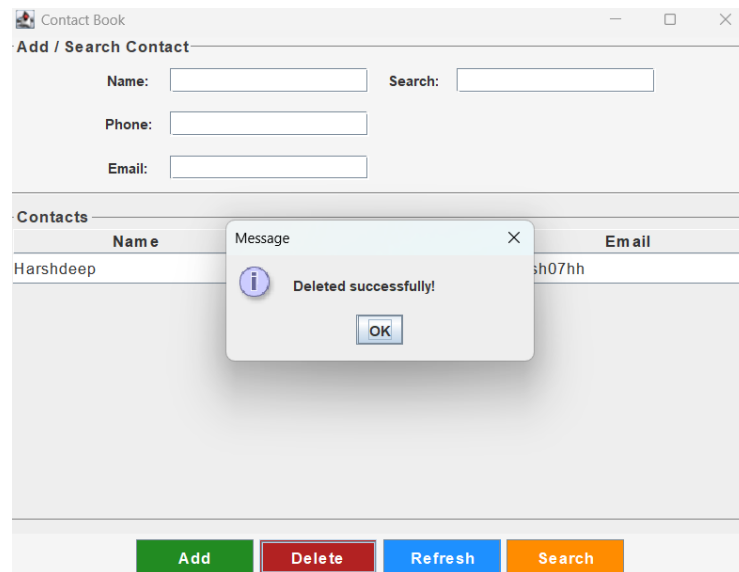 Contact Book
Add / Search Contact
Name: Search:
Phone:
Email:
Contacts
Name Email
Harshdeep sh07hh
Message
Deleted successfully!
OK
Add Delete Refresh Search